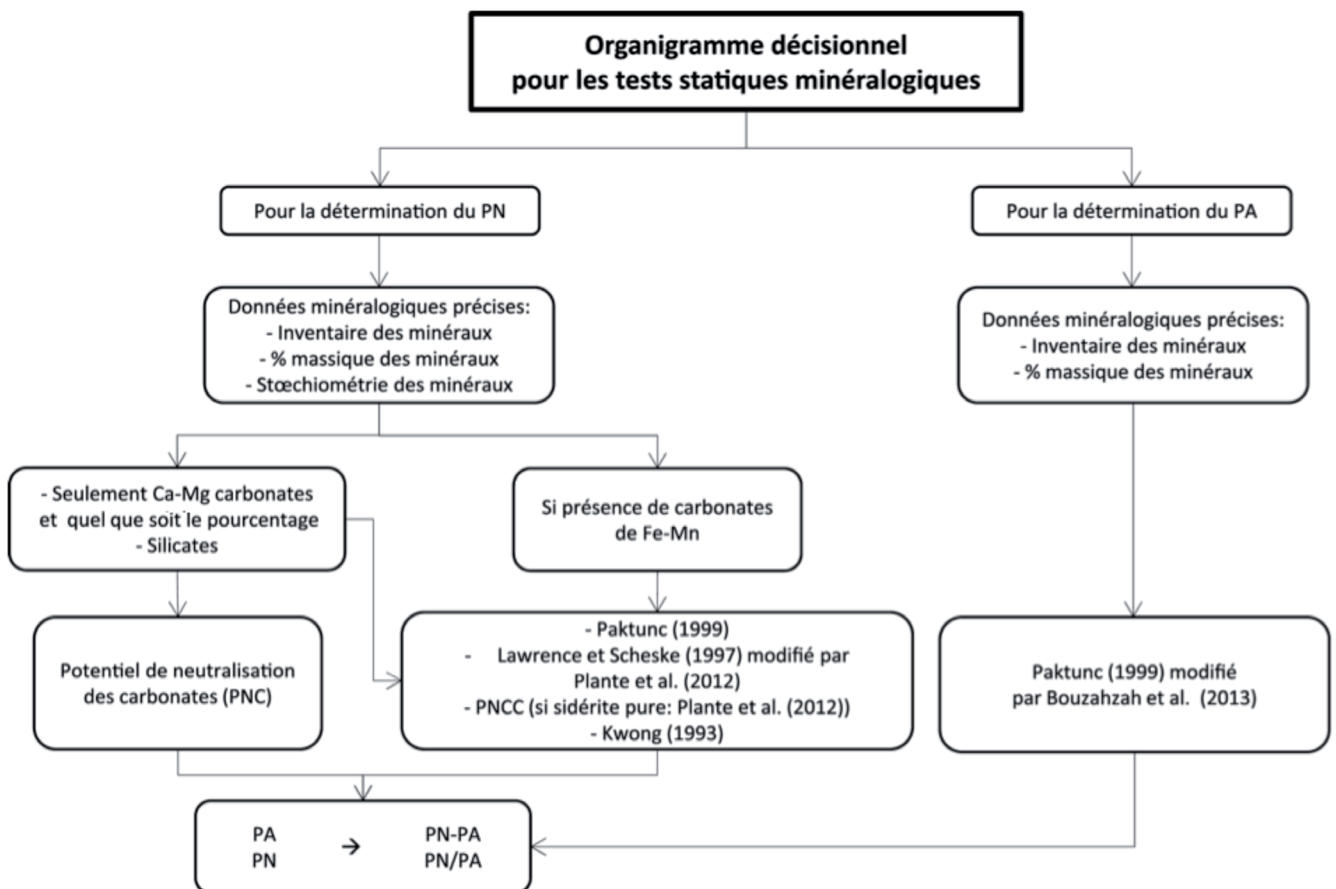 Organigramme décisionnel
pour les tests statiques minéralogiques
Pour la détermination du PN
Pour la détermination du PA
Données minéralogiques précises:
- Inventaire des minéraux
- % massique des minéraux
- Stœchiométrie des minéraux
Données minéralogiques précises:
- Inventaire des minéraux
- % massique des minéraux
- Seulement Ca-Mg carbonates
et quel que soit le pourcentage
- Silicates
Si présence de carbonates
de Fe-Mn
Potentiel de neutralisation
des carbonates (PNC)
- Paktunc (1999)
- Lawrence et Scheske (1997) modifié par
Plante et al. (2012)
- PNCC (si sidérite pure: Plante et al. (2012))
- Kwong (1993)
Paktunc (1999) modifié
par Bouzahzah et al. (2013)
PA → PN-PA
PN PN/PA